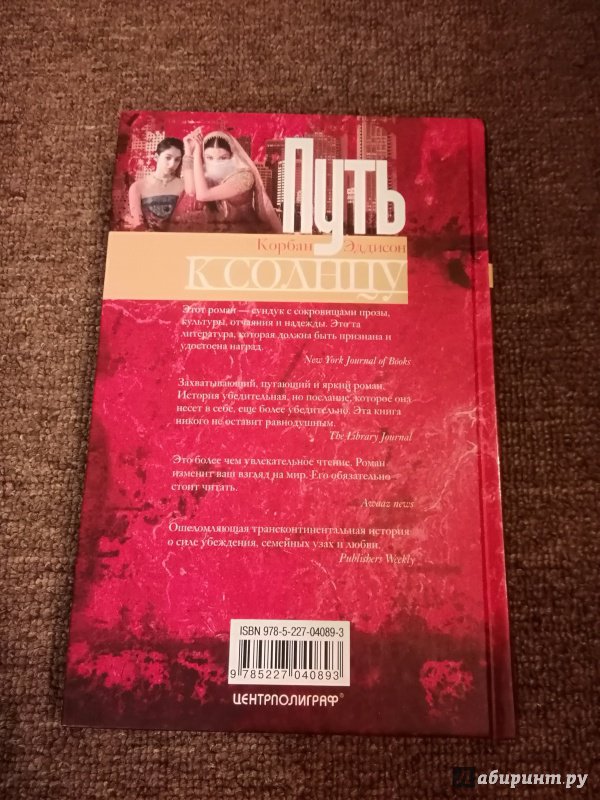 Путь
Корбан Эддисон
к солнцу
Этот роман — сундук с сокровищами прозы,
культуры, отчаяния и надежды. Это та
литература, которая должна быть признана и
удостоена наград.
New York Journal of Books
Захватывающий, пугающий и яркий роман.
История убедительная, но послание, которое она
несет в себе, еще более убедительно. Эта книга
никого не оставит равнодушным.
The Library Journal
Это более чем увлекательное чтение. Роман
изменит ваш взгляд на мир. Его обязательно
стоит читать.
Awaaz news
Ошеломляющая трансконтинентальная история
о силе убеждения, семейных узах и любви.
Publishers Weekly
ISBN 978-5-227-04089-3
9 785227 040893
ЦЕНТРПОЛИГРАФ®
Лабиринт.ру